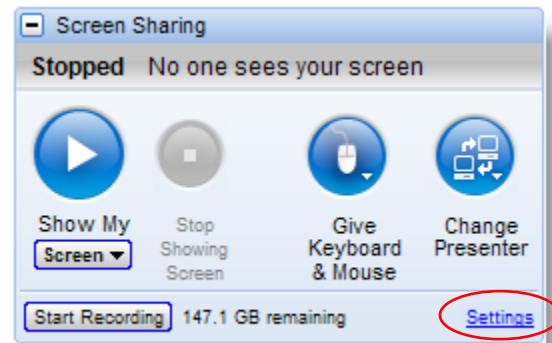 Screen Sharing
Stopped No one sees your screen
Show My
Screen
Stop
Showing
Screen
Give
Keyboard
& Mouse
Change
Presenter
Start Recording 147.1 GB remaining Settings